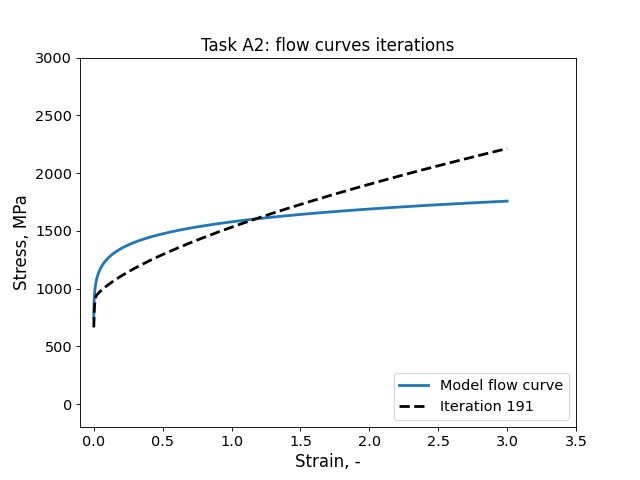 Task A2: flow curves iterations
3000
2500
2000
1500
1000
500
0
Stress, MPa
0.0 0.5 1.0 1.5 2.0 2.5 3.0 3.5
Strain, -
Model flow curve
Iteration 191